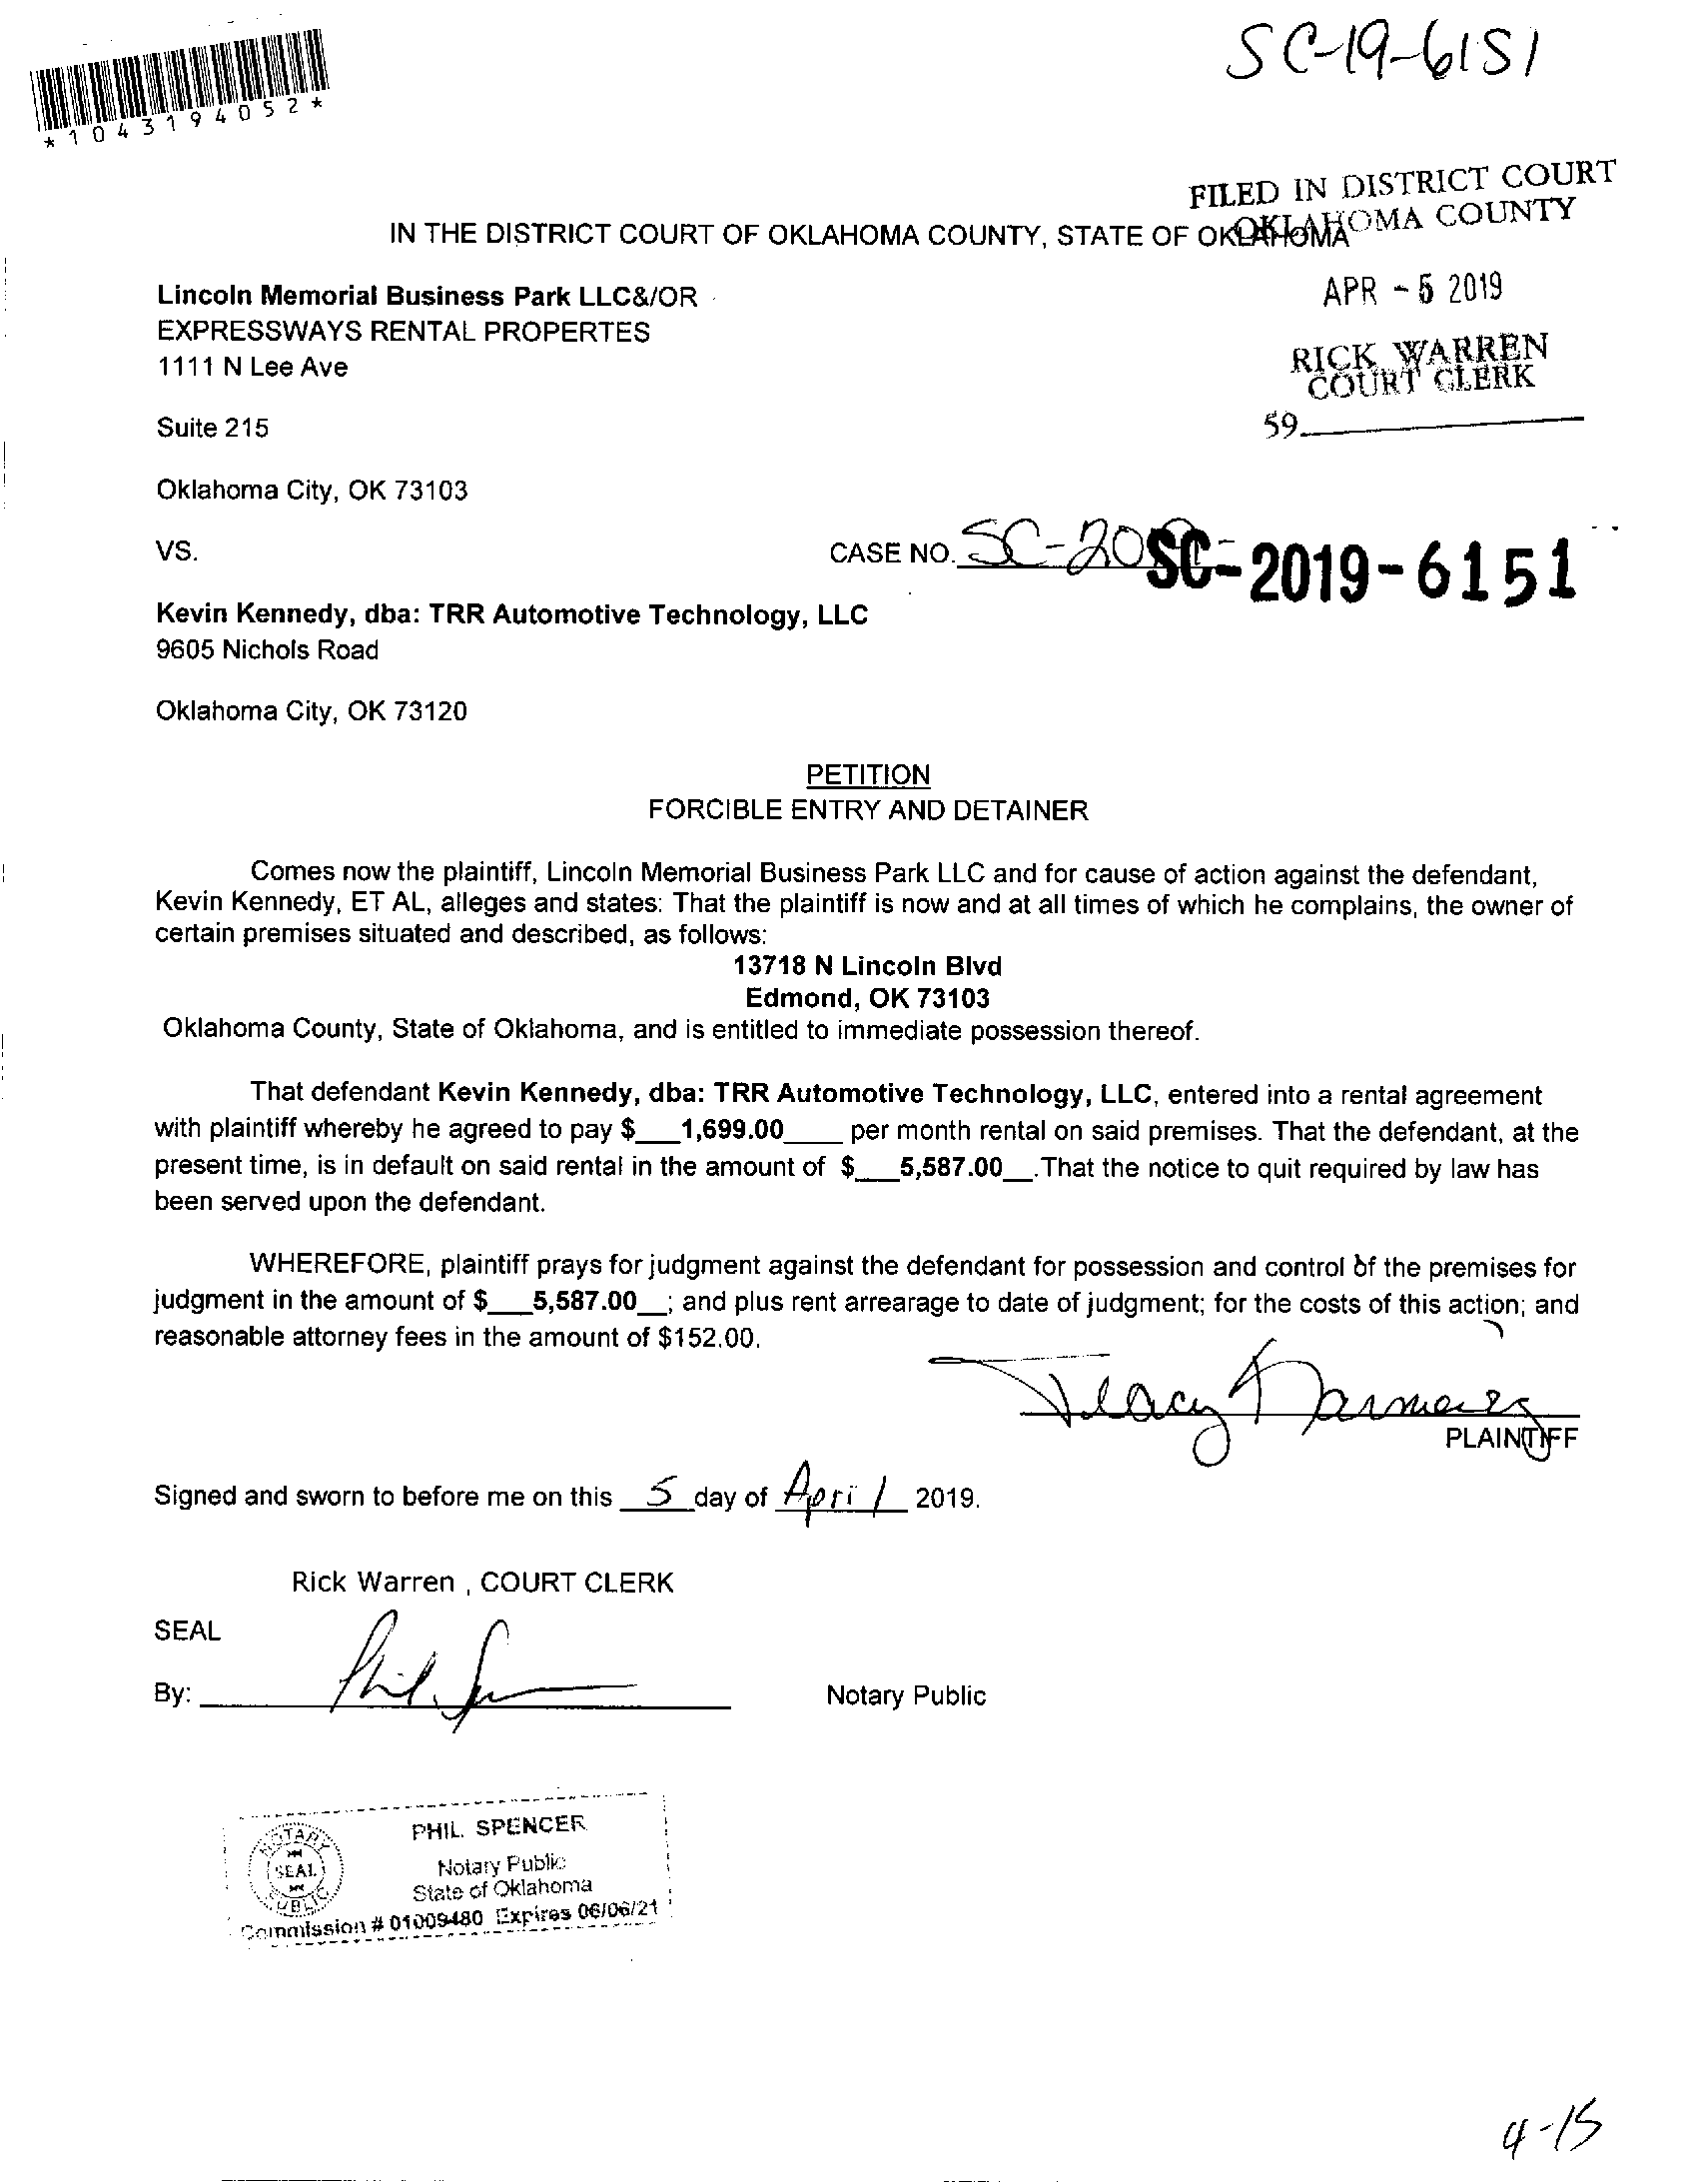 SC-19-6151
*1043194052*
FILED IN DISTRICT COURT
OKLAHOMA COUNTY
IN THE DISTRICT COURT OF OKLAHOMA COUNTY, STATE OF OKLAHOMA
Lincoln Memorial Business Park LLC&/OR
APR - 5 2019
EXPRESSWAYS RENTAL PROPERTES
RICK WARREN
1111 N Lee Ave
COURT CLERK
Suite 215
59
Oklahoma City, OK 73103
VS.
CASE NO. SC-20
SC-2019-6151
Kevin Kennedy, dba: TRR Automotive Technology, LLC
9605 Nichols Road
Oklahoma City, OK 73120
PETITION
FORCIBLE ENTRY AND DETAINER
Comes now the plaintiff, Lincoln Memorial Business Park LLC and for cause of action against the defendant,
Kevin Kennedy, ET AL, alleges and states: That the plaintiff is now and at all times of which he complains, the owner of
certain premises situated and described, as follows:
13718 N Lincoln Blvd
Edmond, OK 73103
Oklahoma County, State of Oklahoma, and is entitled to immediate possession thereof.
That defendant Kevin Kennedy, dba: TRR Automotive Technology, LLC, entered into a rental agreement
with plaintiff whereby he agreed to pay $___1,699.00____ per month rental on said premises. That the defendant, at the
present time, is in default on said rental in the amount of $___5,587.00__.That the notice to quit required by law has
been served upon the defendant.
WHEREFORE, plaintiff prays for judgment against the defendant for possession and control of the premises for
judgment in the amount of $___5,587.00__; and plus rent arrearage to date of judgment; for the costs of this action; and
reasonable attorney fees in the amount of $152.00.
PLAINTIFF
Signed and sworn to before me on this 5 day of April 2019.
Rick Warren , COURT CLERK
SEAL
By:
Notary Public
PHIL SPENCER
Notary Public
State of Oklahoma
Commission # 01009480 Expires 06/06/21
NOTARY
SEAL
PUBLIC
4-15